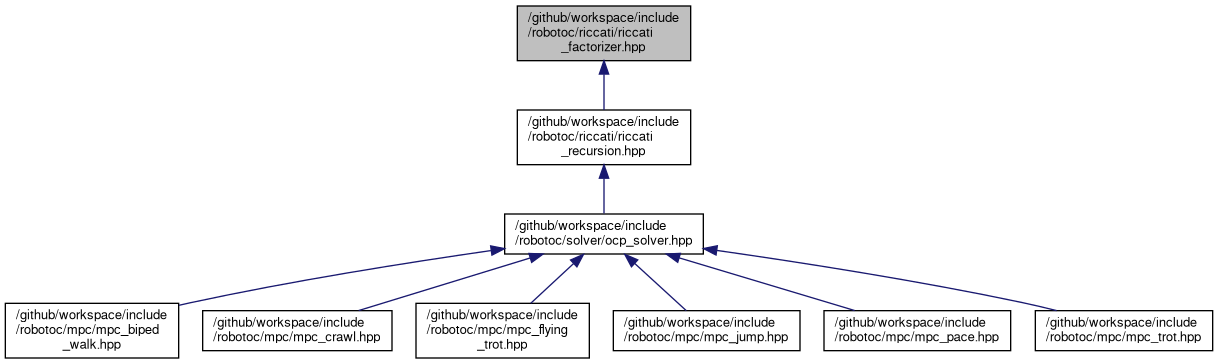 /github/workspace/include
/robotoc/riccati/riccati
_factorizer.hpp
/github/workspace/include
/robotoc/riccati/riccati
_recursion.hpp
/github/workspace/include
/robotoc/solver/ocp_solver.hpp
/github/workspace/include
/robotoc/mpc/mpc_biped
_walk.hpp
/github/workspace/include
/robotoc/mpc/mpc_crawl.hpp
/github/workspace/include
/robotoc/mpc/mpc_flying
_trot.hpp
/github/workspace/include
/robotoc/mpc/mpc_jump.hpp
/github/workspace/include
/robotoc/mpc/mpc_pace.hpp
/github/workspace/include
/robotoc/mpc/mpc_trot.hpp